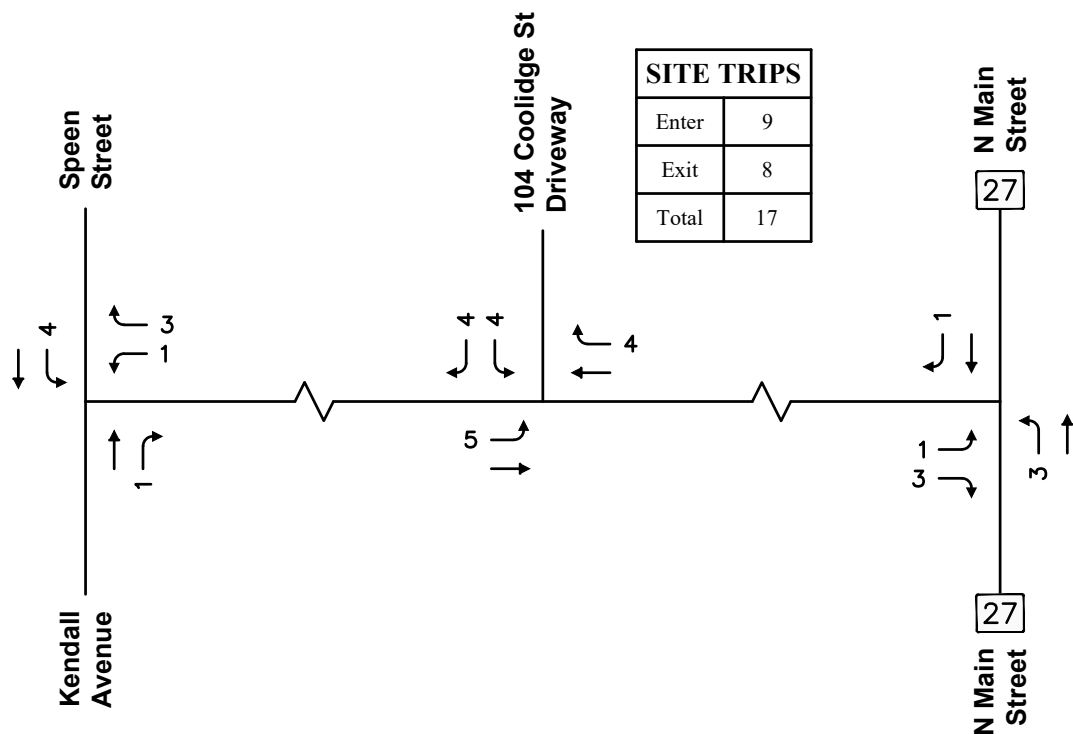 Speen
Street
104 Coolidge St
Driveway
SITE TRIPS
Enter 9
Exit 8
Total 17
N Main
Street
27
4
3
1
1
4
4
4
5
1
1
3
3
Kendall
Avenue
27
N Main
Street